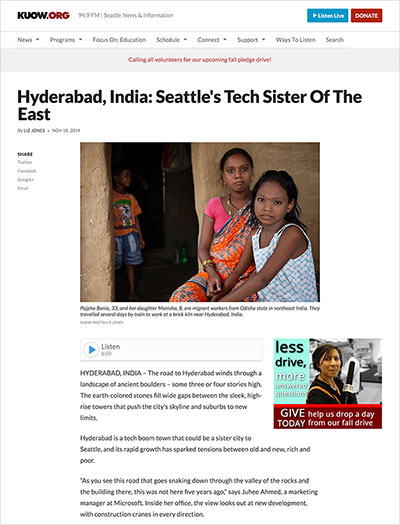 KUOW.ORG
94.9 FM | Seattle News & Information
Listen Live
DONATE
News
Programs
Focus On: Education
Schedule
Connect
Support
Ways To Listen
Search
Calling all volunteers for our upcoming fall pledge drive!
Hyderabad, India: Seattle's Tech Sister Of The
East
By LIZ JONES • NOV 18, 2014
SHARE
Twitter
Facebook
Google+
Email
Pujpha Bania, 33, and her daughter Manisha, 8, are migrant workers from Odisha state in northeast India. They
travelled several days by train to work at a brick kiln near Hyderabad, India.
KUOW PHOTO/LIZ JONES
Listen
8:09
less
drive,
more
answered
questions
GIVE
TODAY
help us drop a day
from our fall drive
HYDERABAD, INDIA – The road to Hyderabad winds through a
landscape of ancient boulders – some three or four stories high.
The earth-colored stones fill wide gaps between the sleek, high-
rise towers that push the city's skyline and suburbs to new
limits.
Hyderabad is a tech boom town that could be a sister city to
Seattle, and its rapid growth has sparked tensions between old and new, rich and
poor.
"As you see this road that goes snaking down through the valley of the rocks and
the building there, this was not here five years ago," says Juhee Ahmed, a marketing
manager at Microsoft. Inside her office, the view looks out at new development,
with construction cranes in every direction.